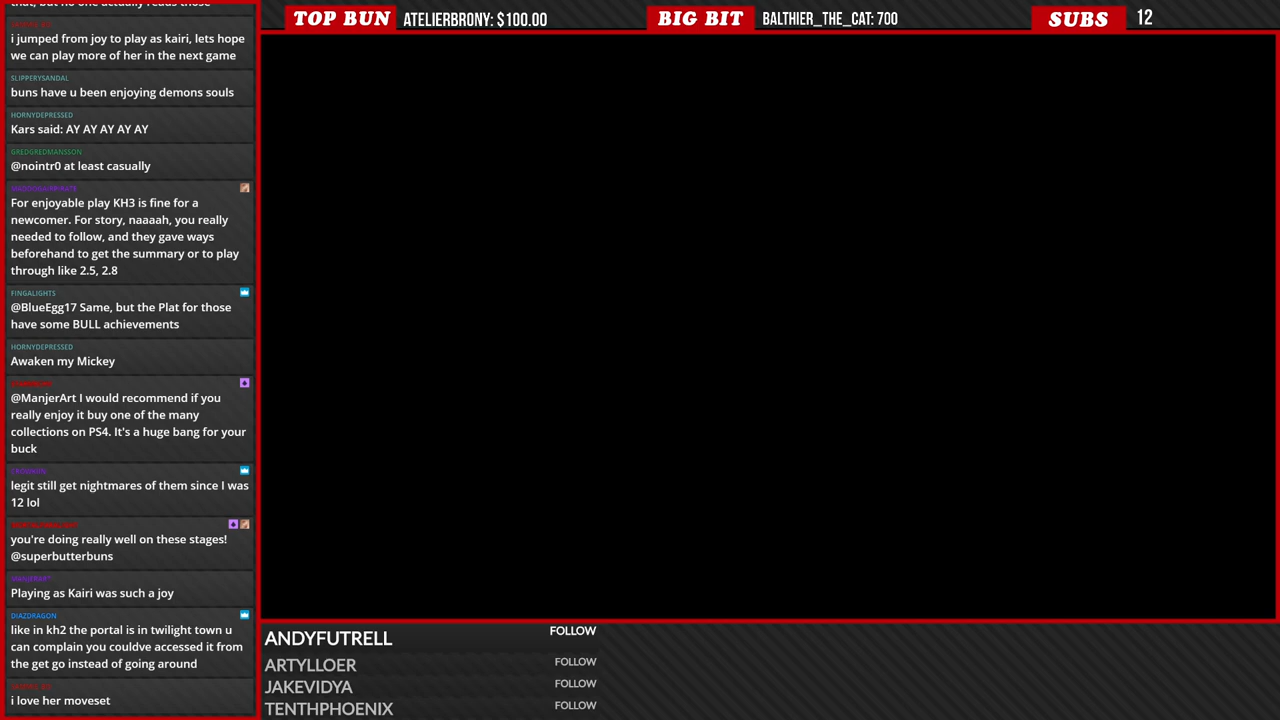 TOP BUN ATELIERBRONY: $100.00 BIG BIT BALTHIER_THE_CAT: 700 SUBS 12
that, but no one actually reads those
i jumped from joy to play as kairi, lets hope
we can play more of her in the next game
SLIPPERYSANDAL
buns have u been enjoying demons souls
HORNYDEPRESSED
Kars said: AY AY AY AY AY
GREDGREDMANSSON
@nointr0 at least casually
For enjoyable play KH3 is fine for a
newcomer. For story, naaaah, you really
needed to follow, and they gave ways
beforehand to get the summary or to play
through like 2.5, 2.8
FINGALIGHTS
@BlueEgg17 Same, but the Plat for those
have some BULL achievements
HORNYDEPRESSED
Awaken my Mickey
@ManjerArt I would recommend if you
really enjoy it buy one of the many
collections on PS4. It's a huge bang for your
buck
legit still get nightmares of them since I was
12 lol
you're doing really well on these stages!
@superbutterbuns
MANJERART
Playing as Kairi was such a joy
DIAZDRAGON
like in kh2 the portal is in twilight town u
can complain you couldve accessed it from
the get go instead of going around
i love her moveset
ANDYFUTRELL FOLLOW
ARTYLLOER FOLLOW
JAKEVIDYA FOLLOW
TENTHPHOENIX FOLLOW